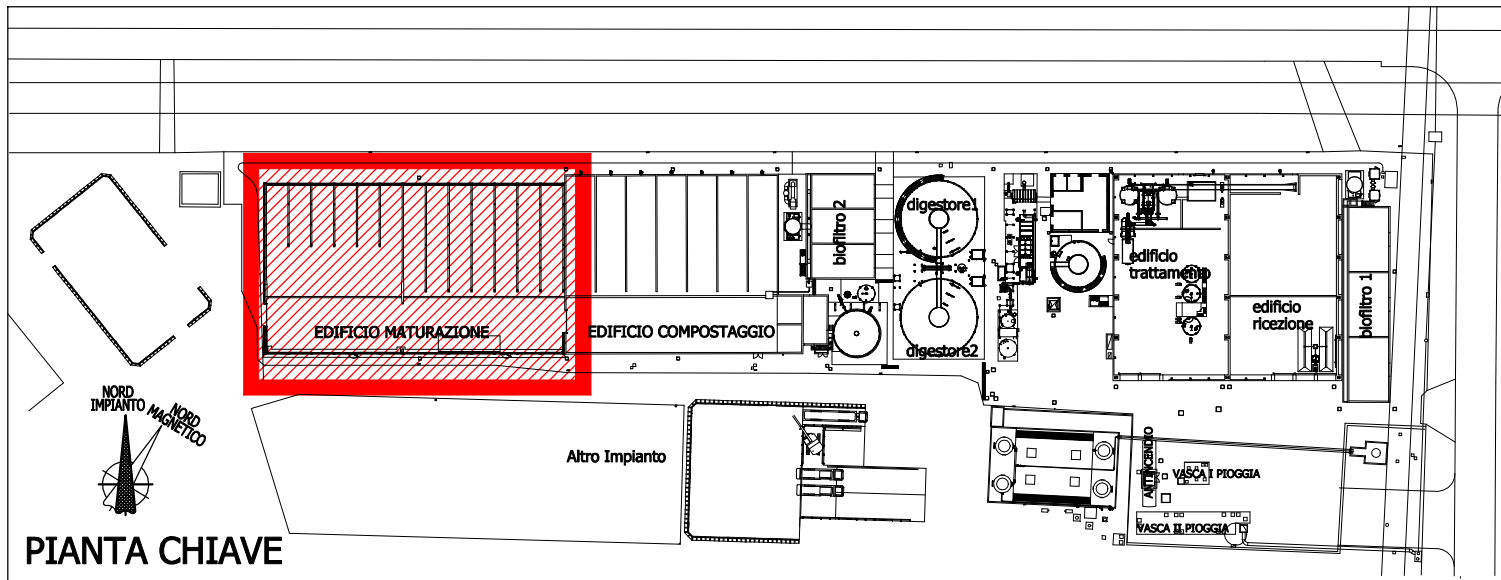 digestore1
biofiltro 2
edificio
trattamento
edificio
ricezione
biofiltro 1
EDIFICIO MATURAZIONE
EDIFICIO COMPOSTAGGIO
digestore2
NORD
IMPIANTO
NORD
MAGNETICO
Altro Impianto
ANTINCENDIO
VASCA I PIOGGIA
VASCA II PIOGGIA
PIANTA CHIAVE